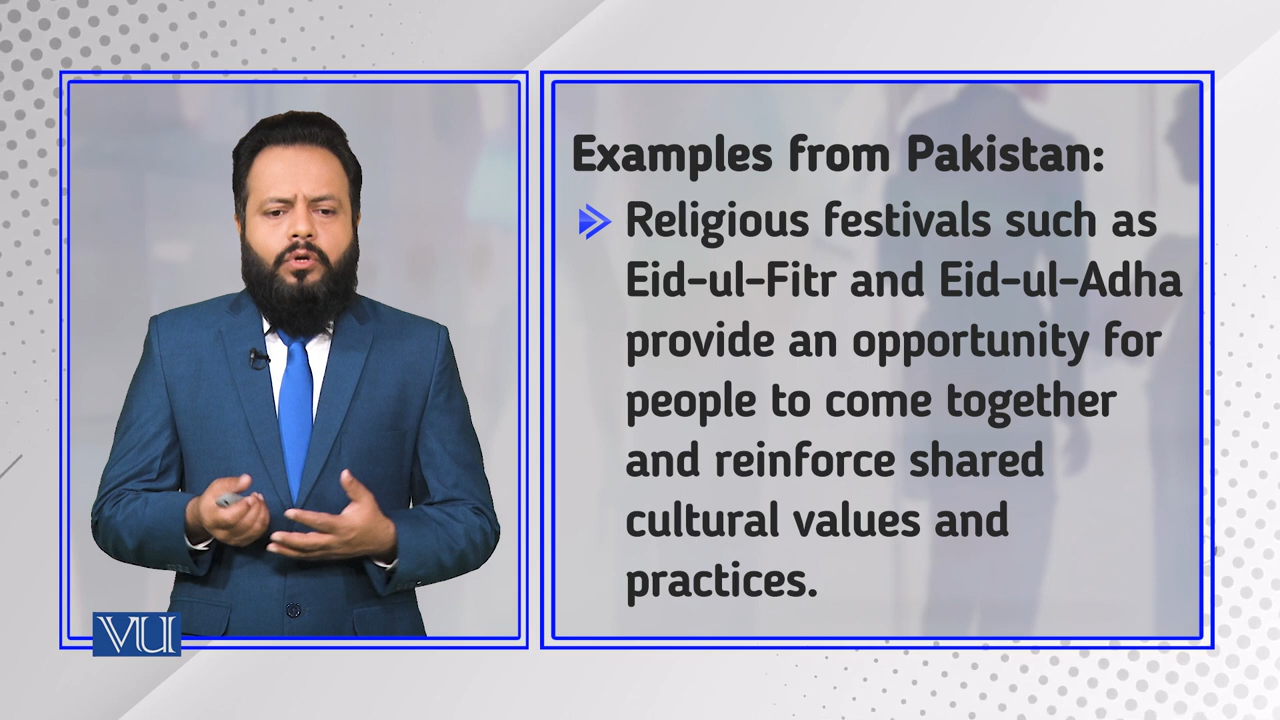 Examples from Pakistan:
Religious festivals such as
Eid-ul-Fitr and Eid-ul-Adha
provide an opportunity for
people to come together
and reinforce shared
cultural values and
practices.
VU